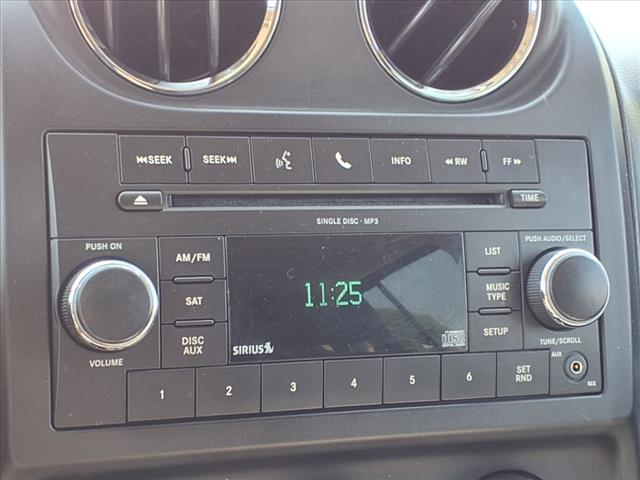 SEEK SEEK INFO RW FF
TIME
SINGLE DISC · MP3
PUSH ON
PUSH AUDIO/SELECT
AM/FM
LIST
SAT
11:25
MUSIC
TYPE
DISC
AUX
SETUP
SIRIUS
VOLUME
TUNE/SCROLL
1 2 3 4 5 6
SET
RND
AUX